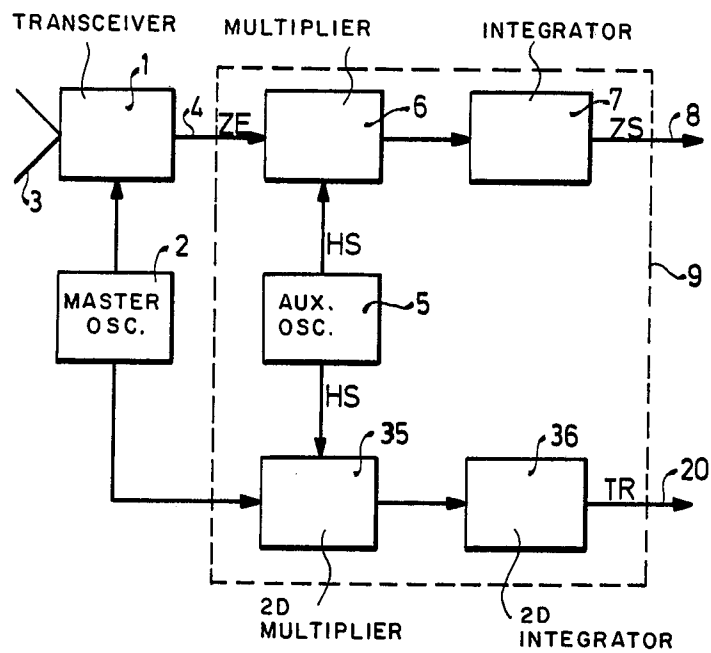 TRANSCEIVER
MULTIPLIER
INTEGRATOR
1
4
ZE
6
7
ZS
8
3
2
HS
9
MASTER
OSC.
AUX.
OSC.
5
HS
35
36
20
TR
2D
MULTIPLIER
2D
INTEGRATOR